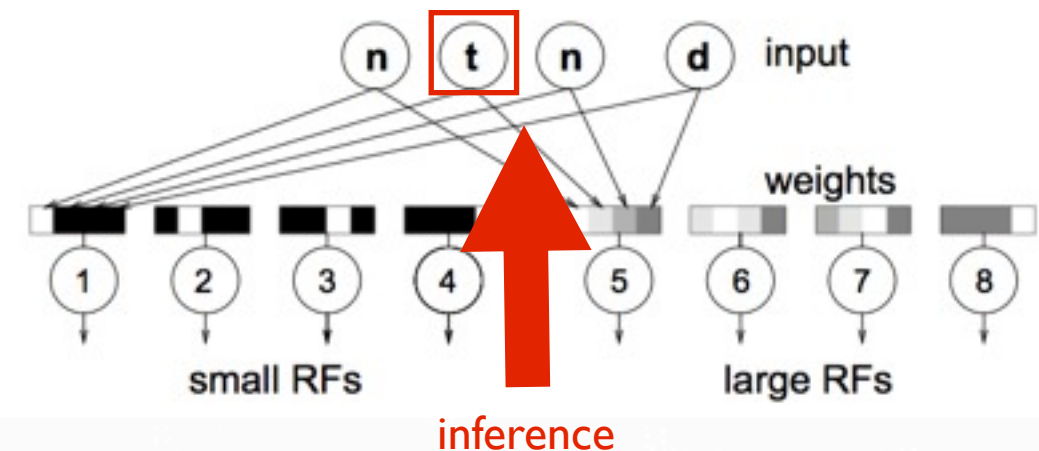 n t n d input
weights
1 2 3 4 5 6 7 8
small RFs large RFs
inference